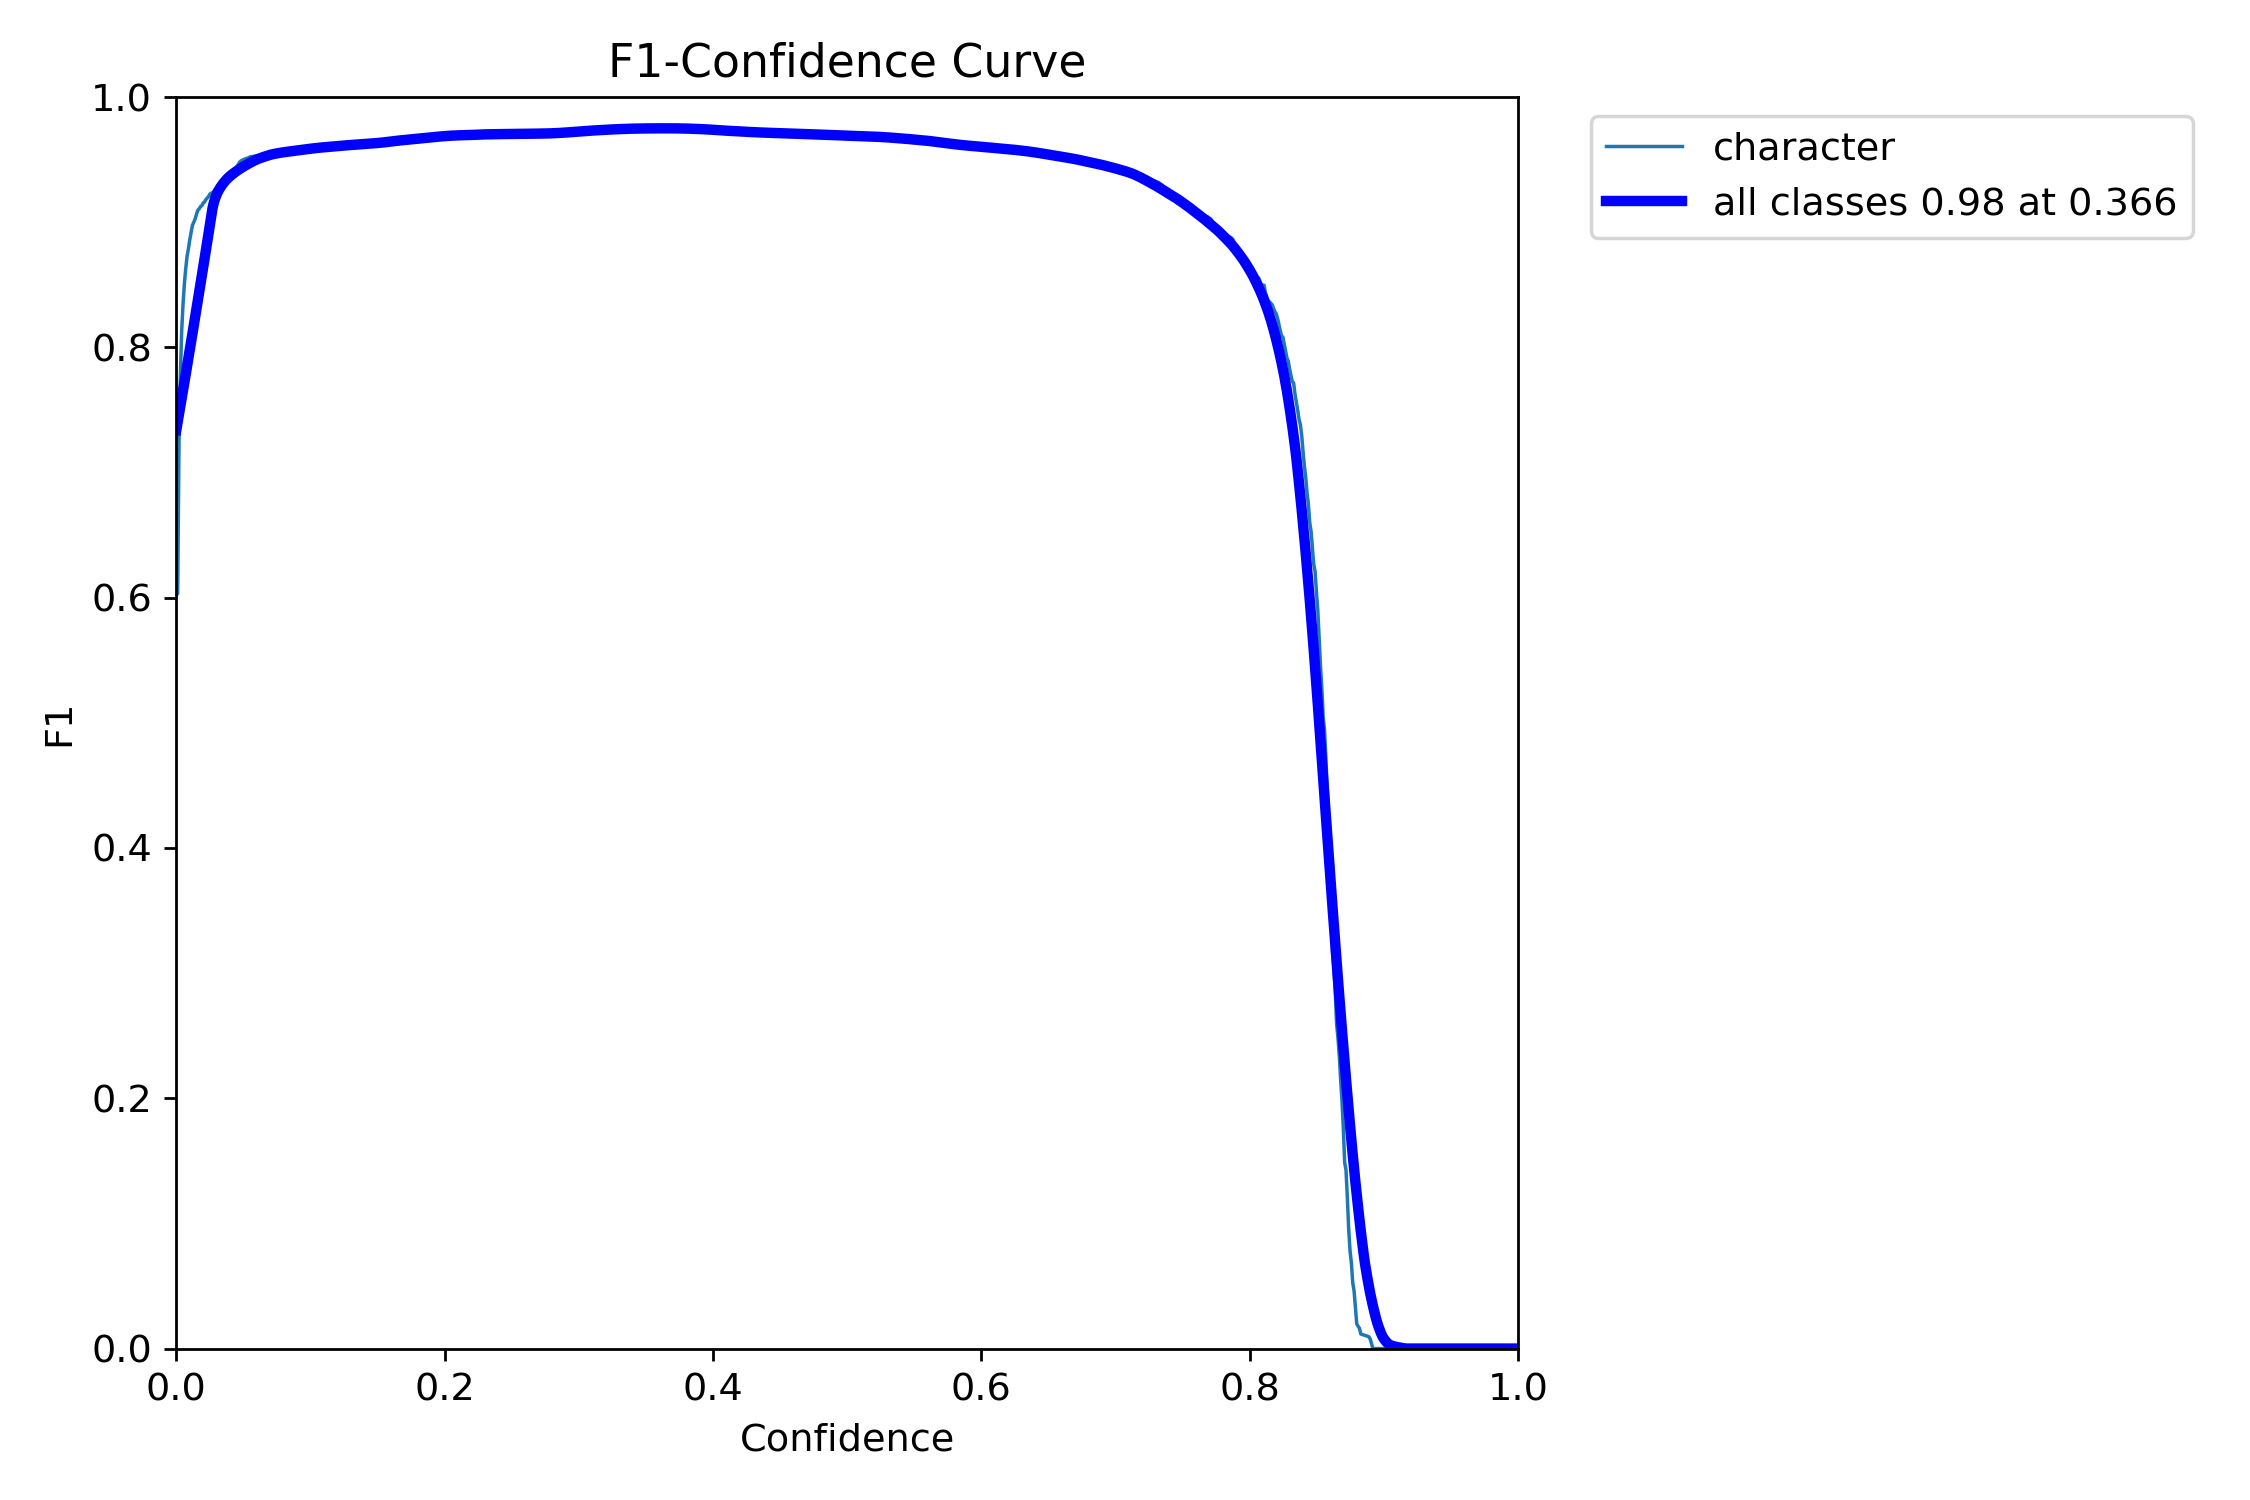 F1-Confidence Curve
1.0
0.8
0.6
0.4
0.2
0.0
F1
0.0 0.2 0.4 0.6 0.8 1.0
Confidence
character
all classes 0.98 at 0.366